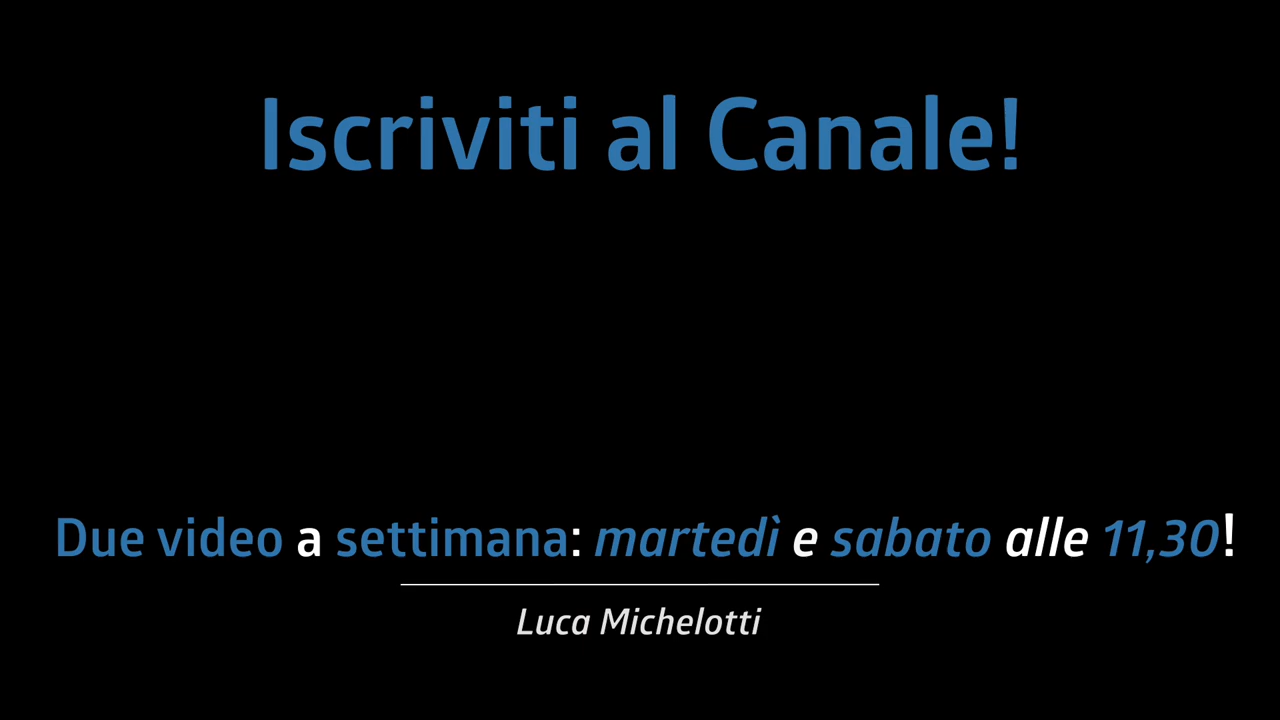 Iscriviti al Canale!
Due video a settimana: martedì e sabato alle 11,30!
Luca Michelotti